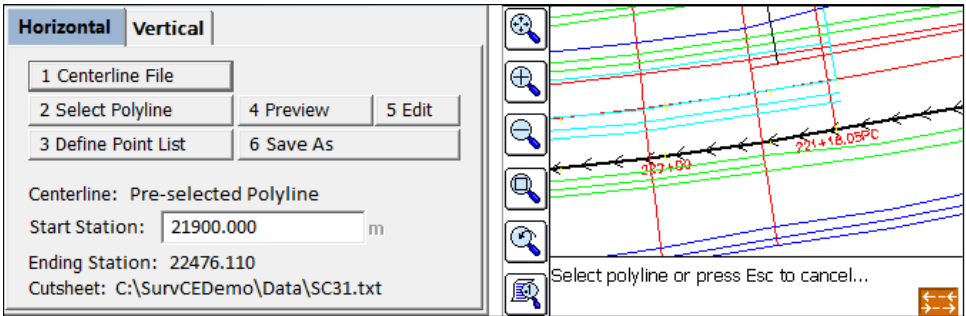 Horizontal Vertical
1 Centerline File
2 Select Polyline 4 Preview 5 Edit
3 Define Point List 6 Save As
Centerline: Pre-selected Polyline
Start Station: 21900.000 m
Ending Station: 22476.110
Cutsheet: C:\SurvCEDemo\Data\SC31.txt
221+18.05PC
Select polyline or press Esc to cancel...